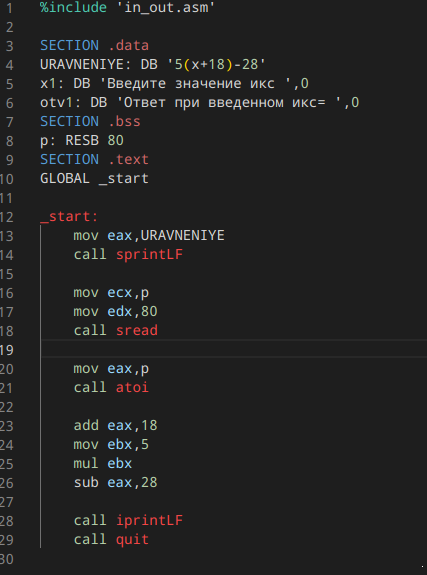 1 %include 'in_out.asm'
2
3 SECTION .data
4 URAVNENIYE: DB '5(x+18)-28'
5 x1: DB 'Введите значение икс ',0
6 otv1: DB 'Ответ при введенном икс= ',0
7 SECTION .bss
8 p: RESB 80
9 SECTION .text
10 GLOBAL _start
11
12 _start:
13 mov eax,URAVNENIYE
14 call sprintLF
15
16 mov ecx,p
17 mov edx,80
18 call sread
19
20 mov eax,p
21 call atoi
22
23 add eax,18
24 mov ebx,5
25 mul ebx
26 sub eax,28
27
28 call iprintLF
29 call quit
30